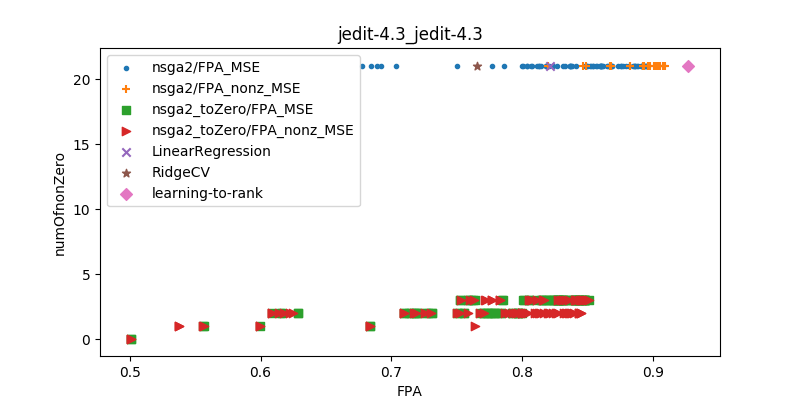 jedit-4.3_jedit-4.3
nsga2/FPA_MSE
nsga2/FPA_nonz_MSE
nsga2_toZero/FPA_MSE
nsga2_toZero/FPA_nonz_MSE
LinearRegression
RidgeCV
learning-to-rank
numOfnonZero
20
15
10
5
0
0.5 0.6 0.7 0.8 0.9
FPA